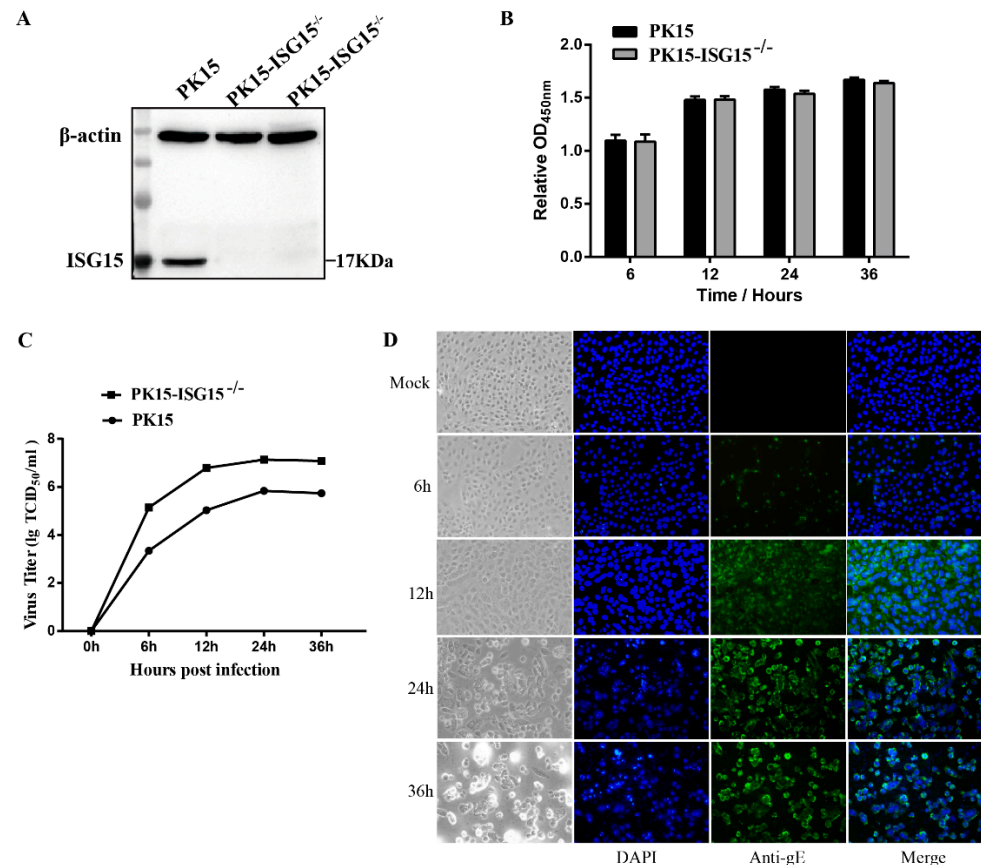 A
PK15
PK15-ISG15-/-
PK15-ISG15-/-
β-actin
ISG15
17KDa
B
PK15
PK15-ISG15-/-
Relative OD450nm
2.0
1.5
1.0
0.5
0.0
6 12 24 36
Time / Hours
C
PK15-ISG15-/-
PK15
Virus Titer (lg TCID50/ml)
8
6
4
2
0
0h 6h 12h 24h 36h
Hours post infection
D
Mock
6h
12h
24h
36h
DAPI Anti-gE Merge